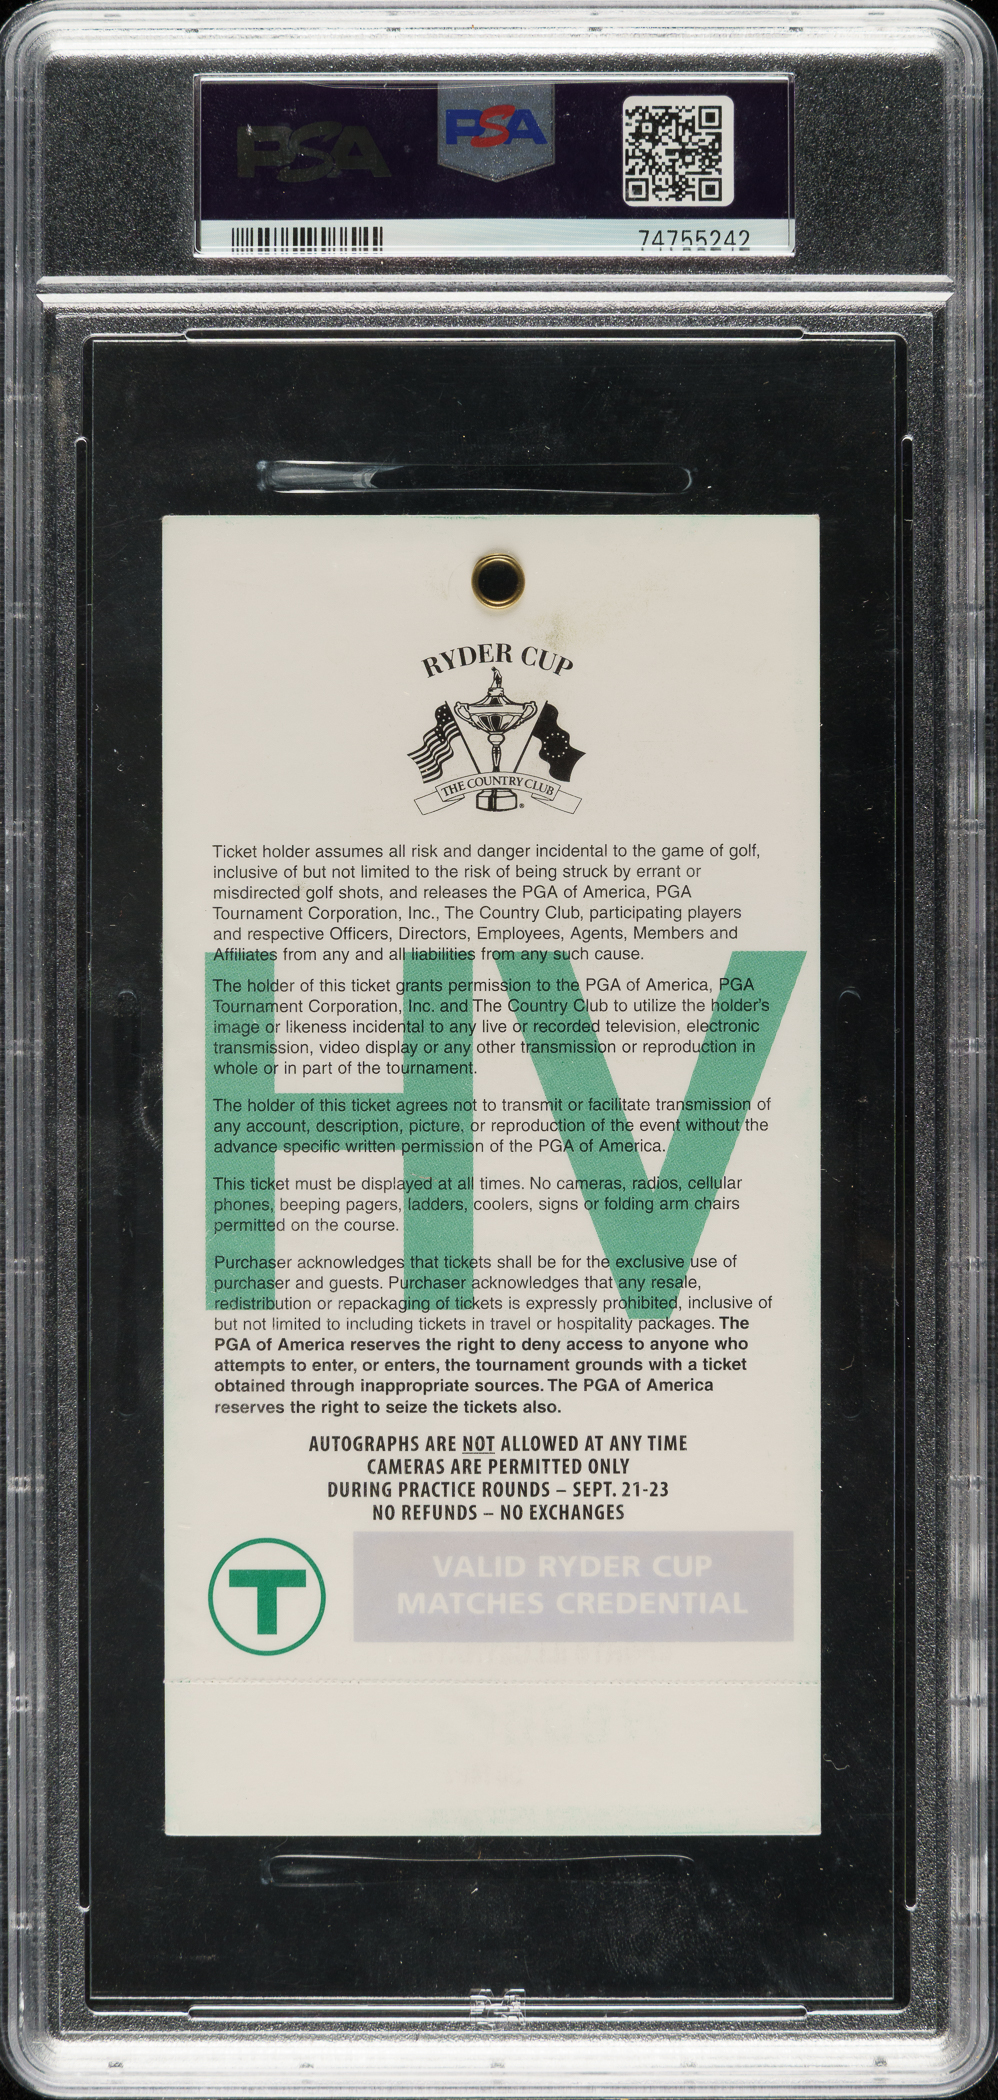 PSA
PSA
74755242
RYDER CUP
THE COUNTRY CLUB
Ticket holder assumes all risk and danger incidental to the game of golf,
inclusive of but not limited to the risk of being struck by errant or
misdirected golf shots, and releases the PGA of America, PGA
Tournament Corporation, Inc., The Country Club, participating players
and respective Officers, Directors, Employees, Agents, Members and
Affiliates from any and all liabilities from any such cause.
HV
The holder of this ticket grants permission to the PGA of America, PGA
Tournament Corporation, Inc. and The Country Club to utilize the holder's
image or likeness incidental to any live or recorded television, electronic
transmission, video display or any other transmission or reproduction in
whole or in part of the tournament.
The holder of this ticket agrees not to transmit or facilitate transmission of
any account, description, picture, or reproduction of the event without the
advance specific written permission of the PGA of America.
This ticket must be displayed at all times. No cameras, radios, cellular
phones, beeping pagers, ladders, coolers, signs or folding arm chairs
permitted on the course.
Purchaser acknowledges that tickets shall be for the exclusive use of
purchaser and guests. Purchaser acknowledges that any resale,
redistribution or repackaging of tickets is expressly prohibited, inclusive of
but not limited to including tickets in travel or hospitality packages. The
PGA of America reserves the right to deny access to anyone who
attempts to enter, or enters, the tournament grounds with a ticket
obtained through inappropriate sources. The PGA of America
reserves the right to seize the tickets also.
AUTOGRAPHS ARE NOT ALLOWED AT ANY TIME
CAMERAS ARE PERMITTED ONLY
DURING PRACTICE ROUNDS – SEPT. 21-23
NO REFUNDS – NO EXCHANGES
T
VALID RYDER CUP
MATCHES CREDENTIAL